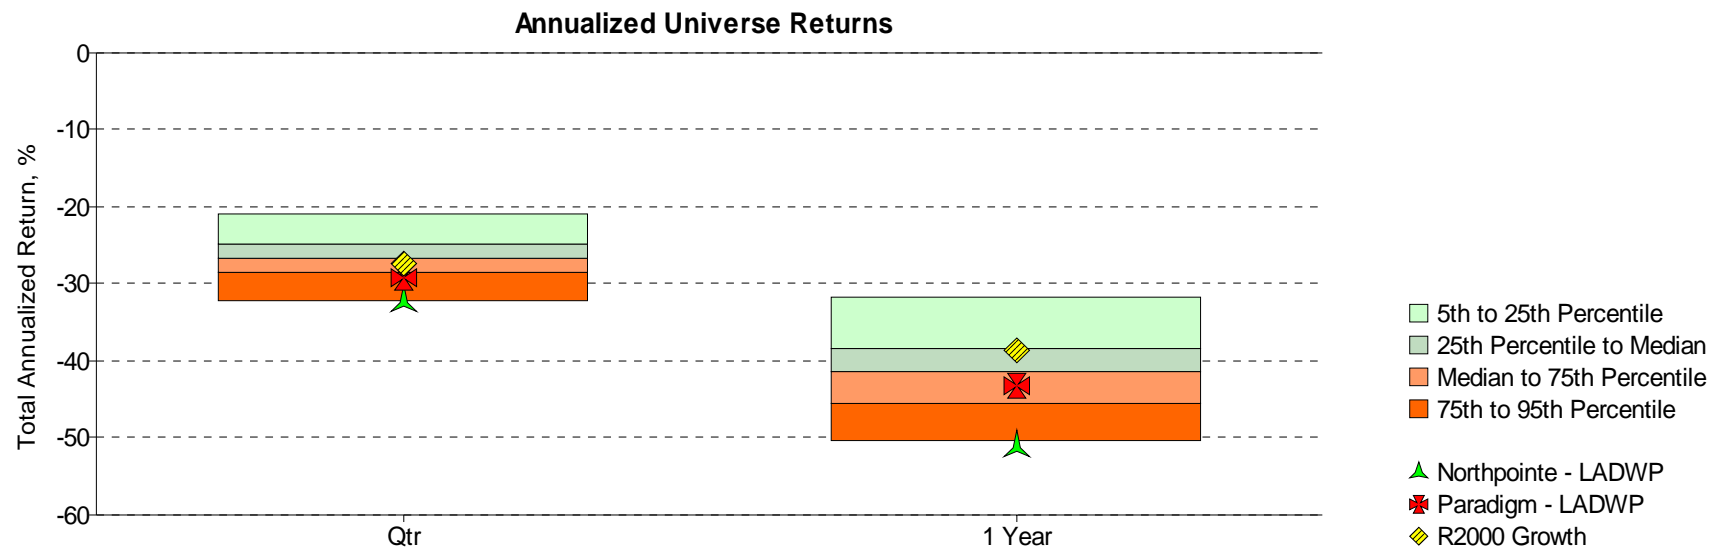 Annualized Universe Returns
Total Annualized Return, %
0
-10
-20
-30
-40
-50
-60
Qtr
1 Year
5th to 25th Percentile
25th Percentile to Median
Median to 75th Percentile
75th to 95th Percentile
Northpointe - LADWP
Paradigm - LADWP
R2000 Growth